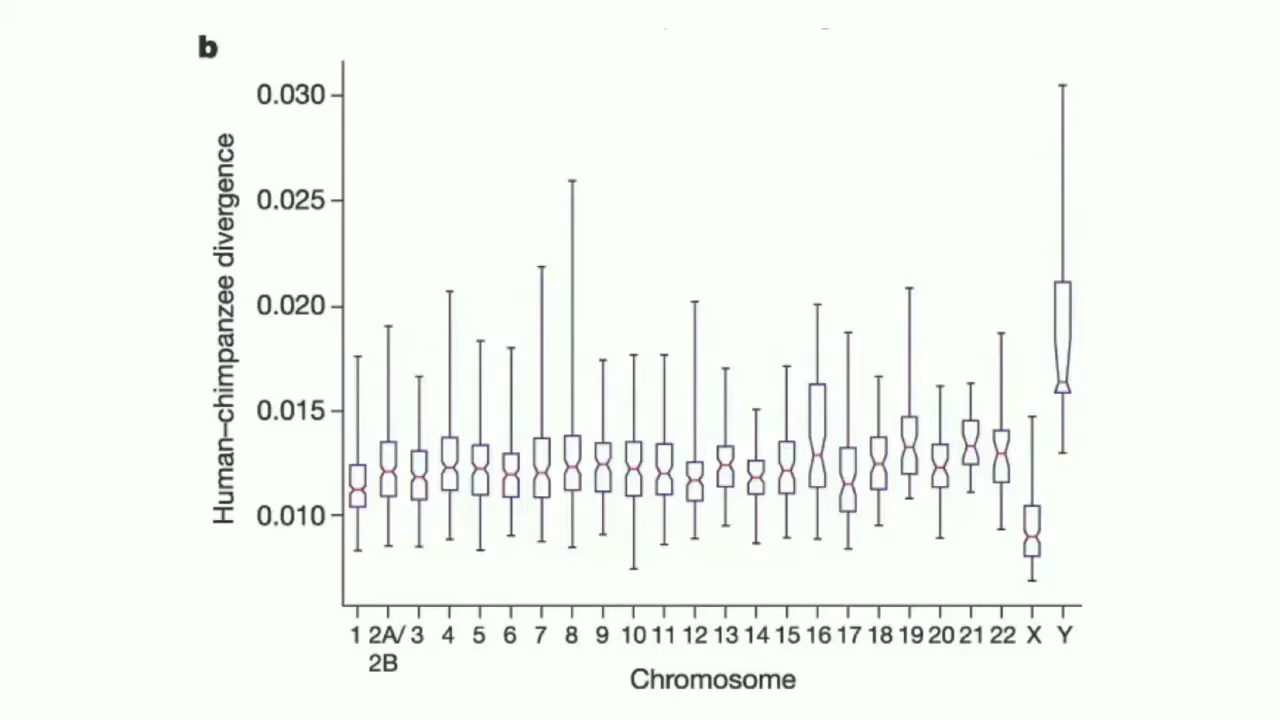 b
0.030
0.025
0.020
0.015
0.010
Human–chimpanzee divergence
1 2A/ 3 4 5 6 7 8 9 10 11 12 13 14 15 16 17 18 19 20 21 22 X Y
2B
Chromosome